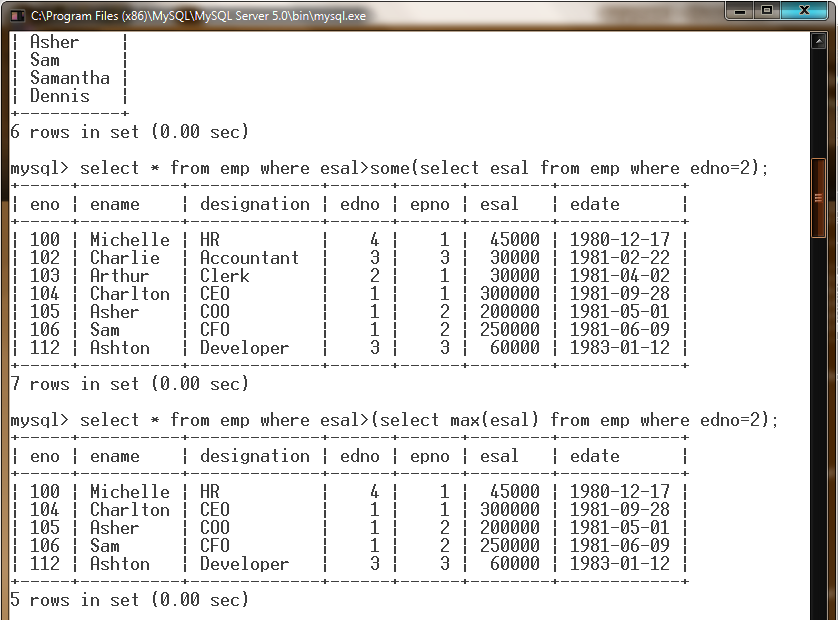 C:\Program Files (x86)\MySQL\MySQL Server 5.0\bin\mysql.exe
| Asher     |
| Sam       |
| Samantha |
| Dennis    |
+----------+
6 rows in set (0.00 sec)
mysql> select * from emp where esal>some(select esal from emp where edno=2);
+-----+----------+-------------+------+------+--------+------------+
| eno | ename    | designation | edno | epno | esal   | edate      |
+-----+----------+-------------+------+------+--------+------------+
| 100 | Michelle | HR          |    4 |    1 |  45000 | 1980-12-17 |
| 102 | Charlie  | Accountant  |    3 |    3 |  30000 | 1981-02-22 |
| 103 | Arthur   | Clerk       |    2 |    1 |  30000 | 1981-04-02 |
| 104 | Charlton | CEO         |    1 |    1 | 300000 | 1981-09-28 |
| 105 | Asher    | COO         |    1 |    2 | 200000 | 1981-05-01 |
| 106 | Sam      | CFO         |    1 |    2 | 250000 | 1981-06-09 |
| 112 | Ashton   | Developer   |    3 |    3 |  60000 | 1983-01-12 |
+-----+----------+-------------+------+------+--------+------------+
7 rows in set (0.00 sec)
mysql> select * from emp where esal>(select max(esal) from emp where edno=2);
+-----+----------+-------------+------+------+--------+------------+
| eno | ename    | designation | edno | epno | esal   | edate      |
+-----+----------+-------------+------+------+--------+------------+
| 100 | Michelle | HR          |    4 |    1 |  45000 | 1980-12-17 |
| 104 | Charlton | CEO         |    1 |    1 | 300000 | 1981-09-28 |
| 105 | Asher    | COO         |    1 |    2 | 200000 | 1981-05-01 |
| 106 | Sam      | CFO         |    1 |    2 | 250000 | 1981-06-09 |
| 112 | Ashton   | Developer   |    3 |    3 |  60000 | 1983-01-12 |
+-----+----------+-------------+------+------+--------+------------+
5 rows in set (0.00 sec)